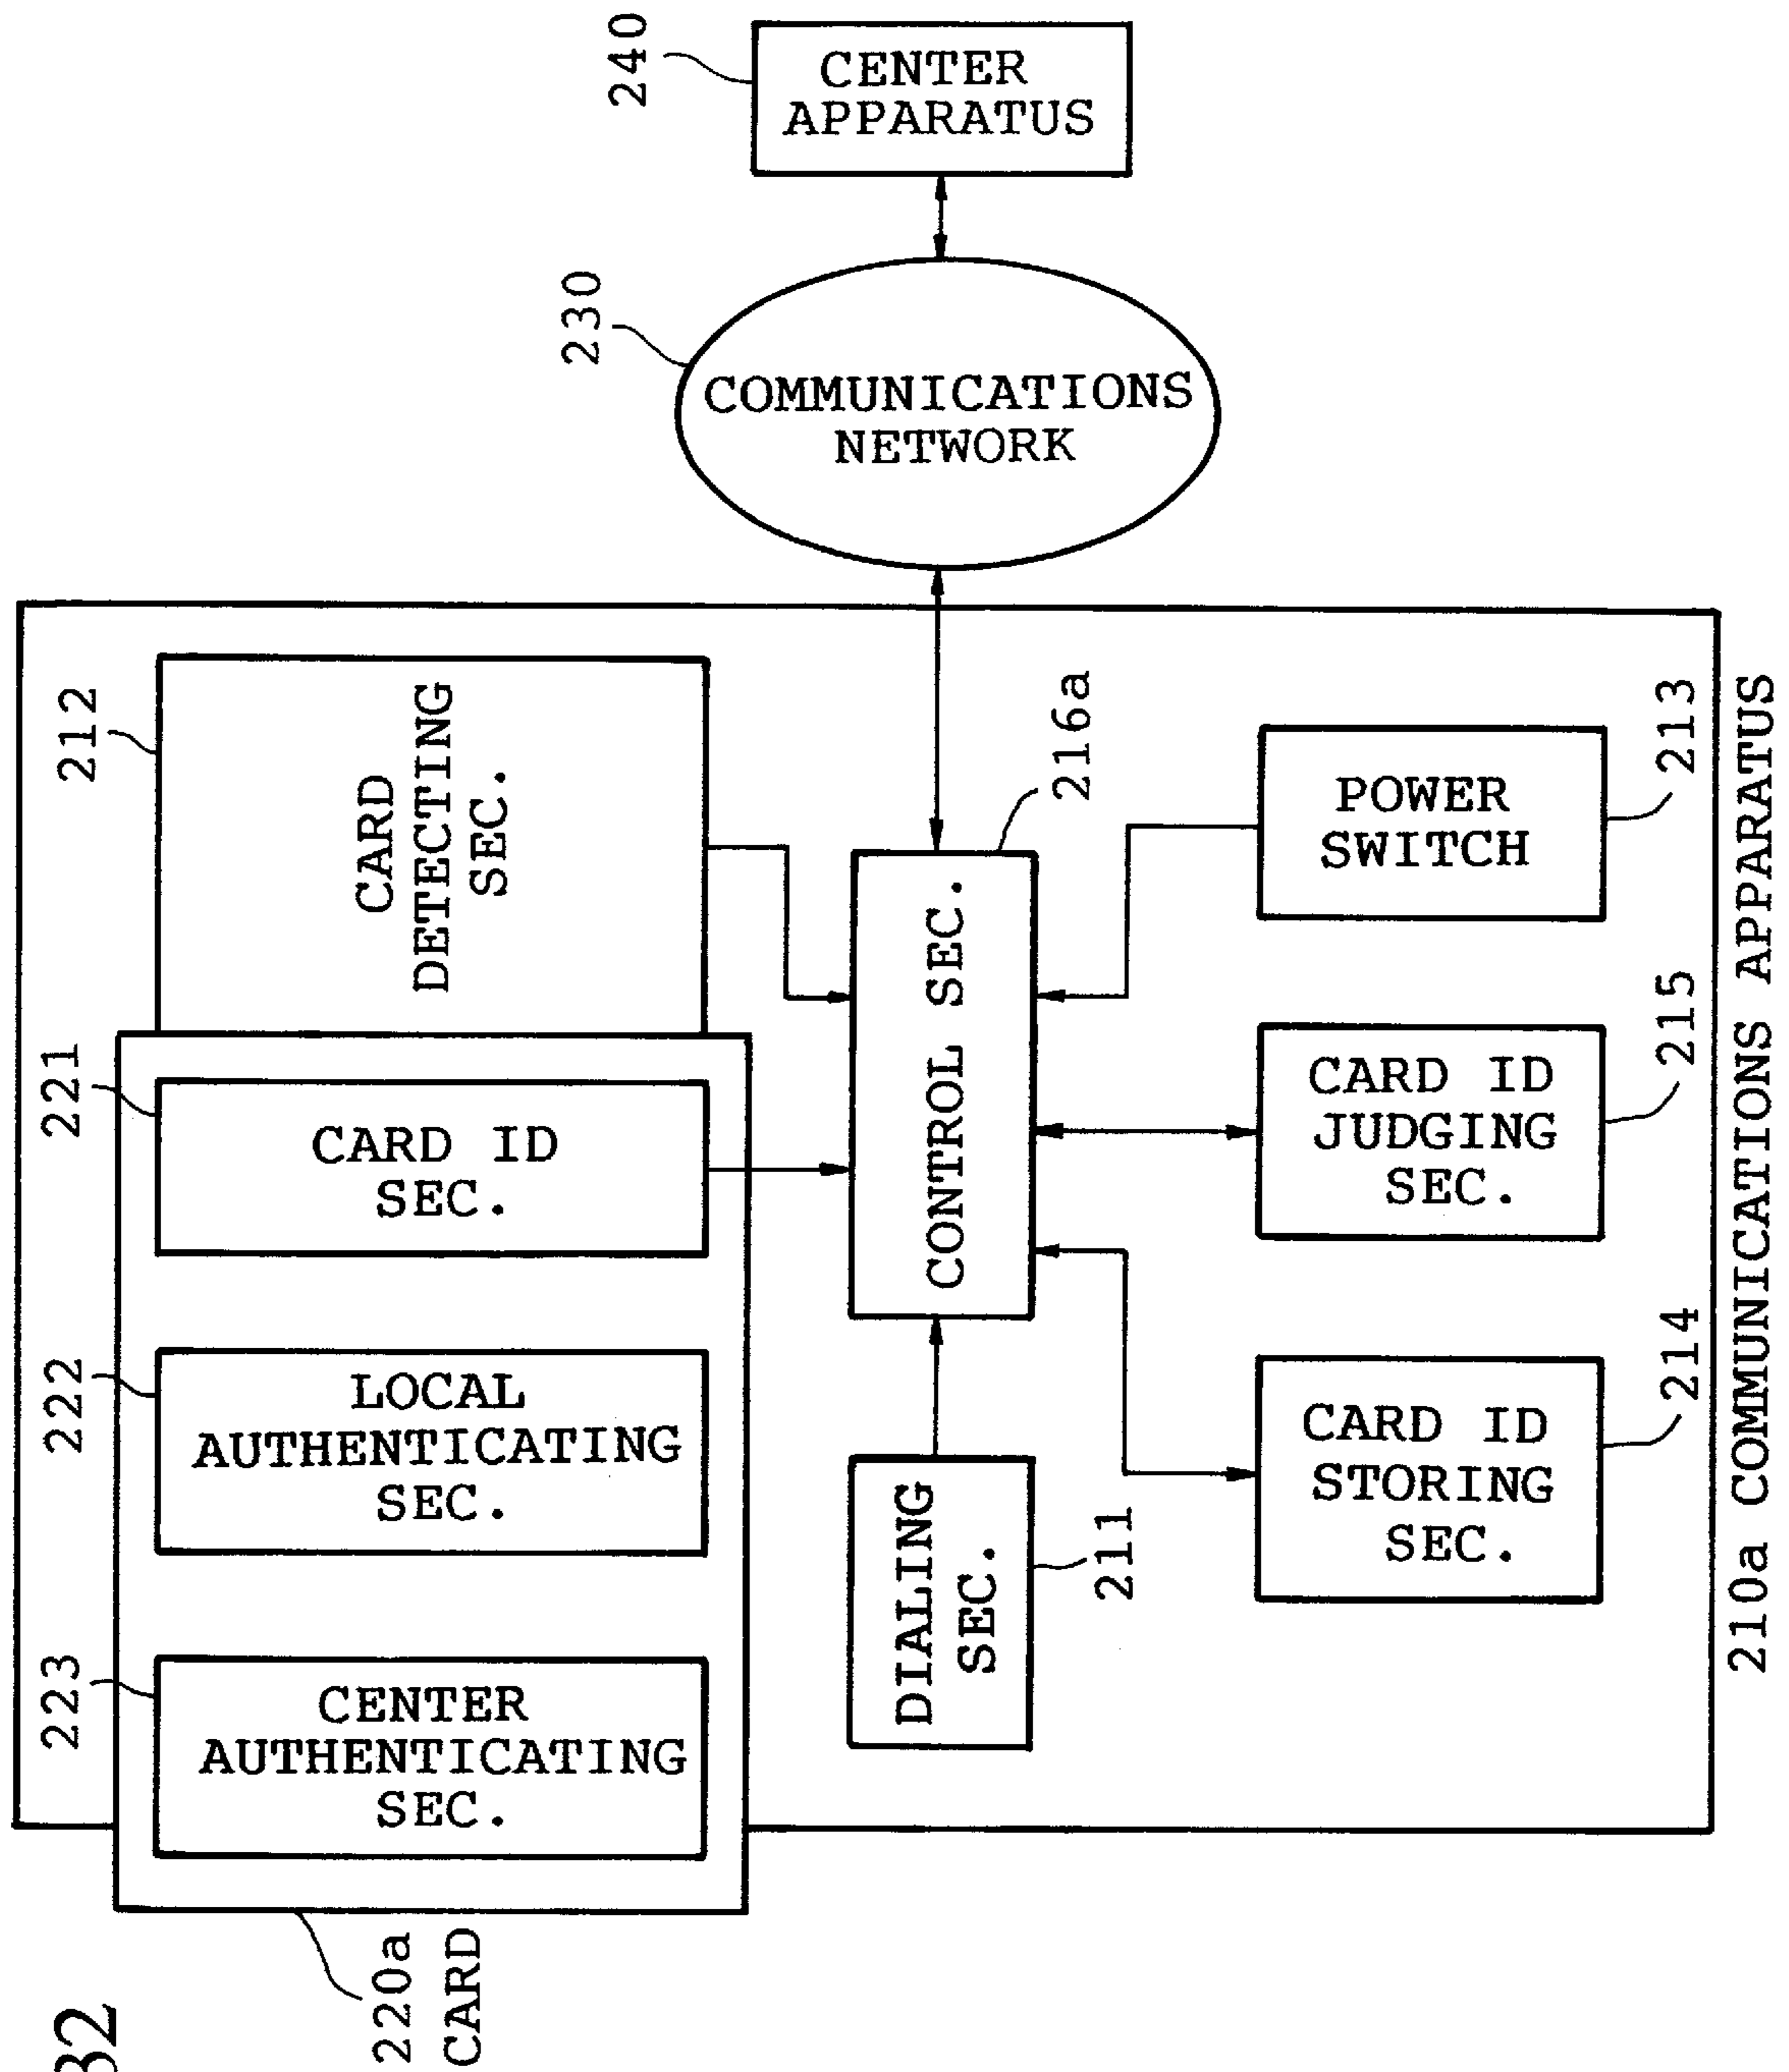 32
220a
CARD
223
CENTER
AUTHENTICATING
SEC.
222
LOCAL
AUTHENTICATING
SEC.
221
CARD ID
SEC.
212
CARD
DETECTING
SEC.
DIALING
SEC.
211
CONTROL SEC.
216a
CARD ID
STORING
SEC.
214
CARD ID
JUDGING
SEC.
215
POWER
SWITCH
213
210a COMMUNICATIONS APPARATUS
230
COMMUNICATIONS
NETWORK
240
CENTER
APPARATUS